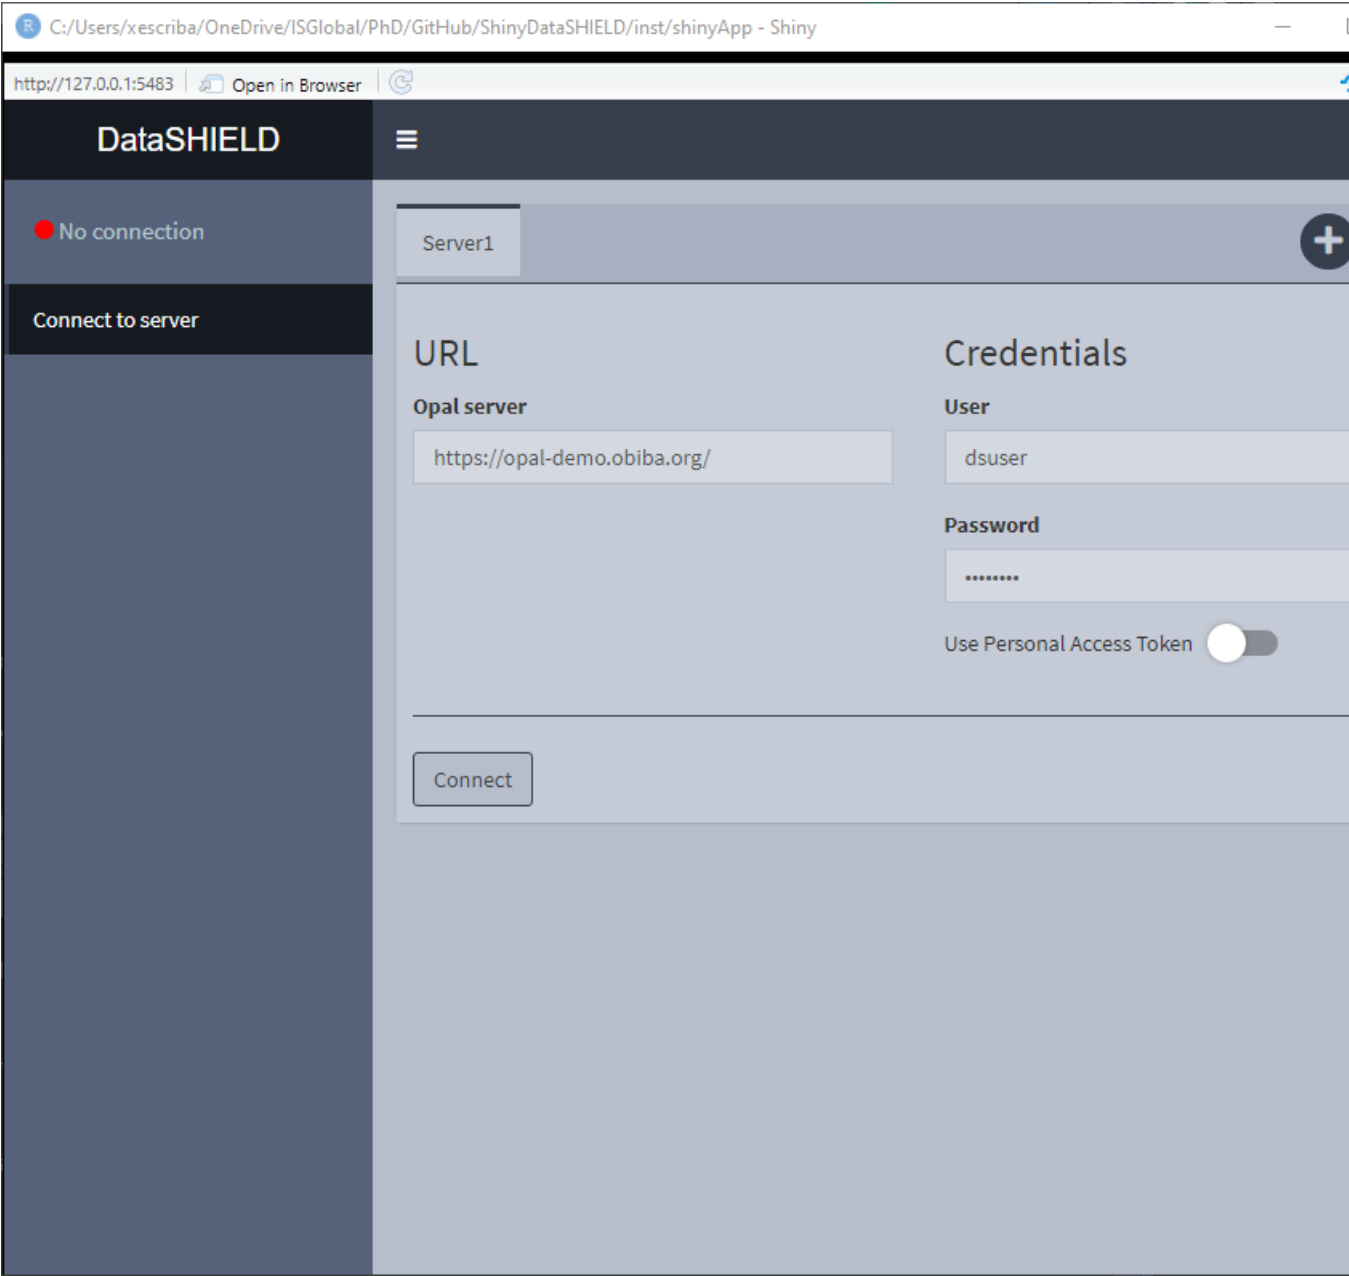 R C:/Users/xescriba/OneDrive/ISGlobal/PhD/GitHub/ShinyDataSHIELD/inst/shinyApp - Shiny
http://127.0.0.1:5483 Open in Browser
DataSHIELD
No connection
Connect to server
Server1
URL
Opal server
https://opal-demo.obiba.org/
Credentials
User
dsuser
Password
••••••••
Use Personal Access Token
Connect